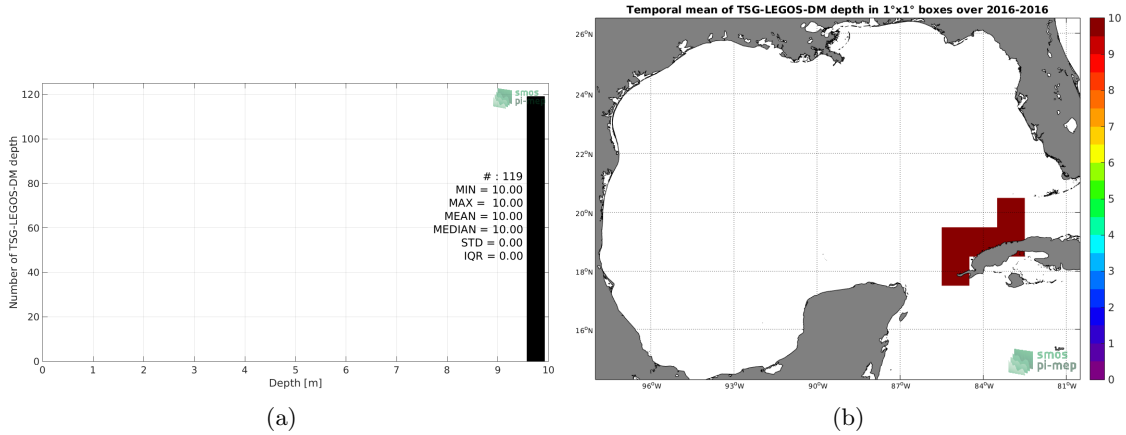 Temporal mean of TSG-LEGOS-DM depth in 1°x1° boxes over 2016-2016
Number of TSG-LEGOS-DM depth
120
100
80
60
40
20
0
smos
pi-mep
# : 119
MIN = 10.00
MAX = 10.00
MEAN = 10.00
MEDIAN = 10.00
STD = 0.00
IQR = 0.00
0 1 2 3 4 5 6 7 8 9 10
Depth [m]
(a)
26°N
24°N
22°N
20°N
18°N
16°N
96°W 93°W 90°W 87°W 84°W 81°W
smos
pi-mep
10
9
8
7
6
5
4
3
2
1
0
(b)